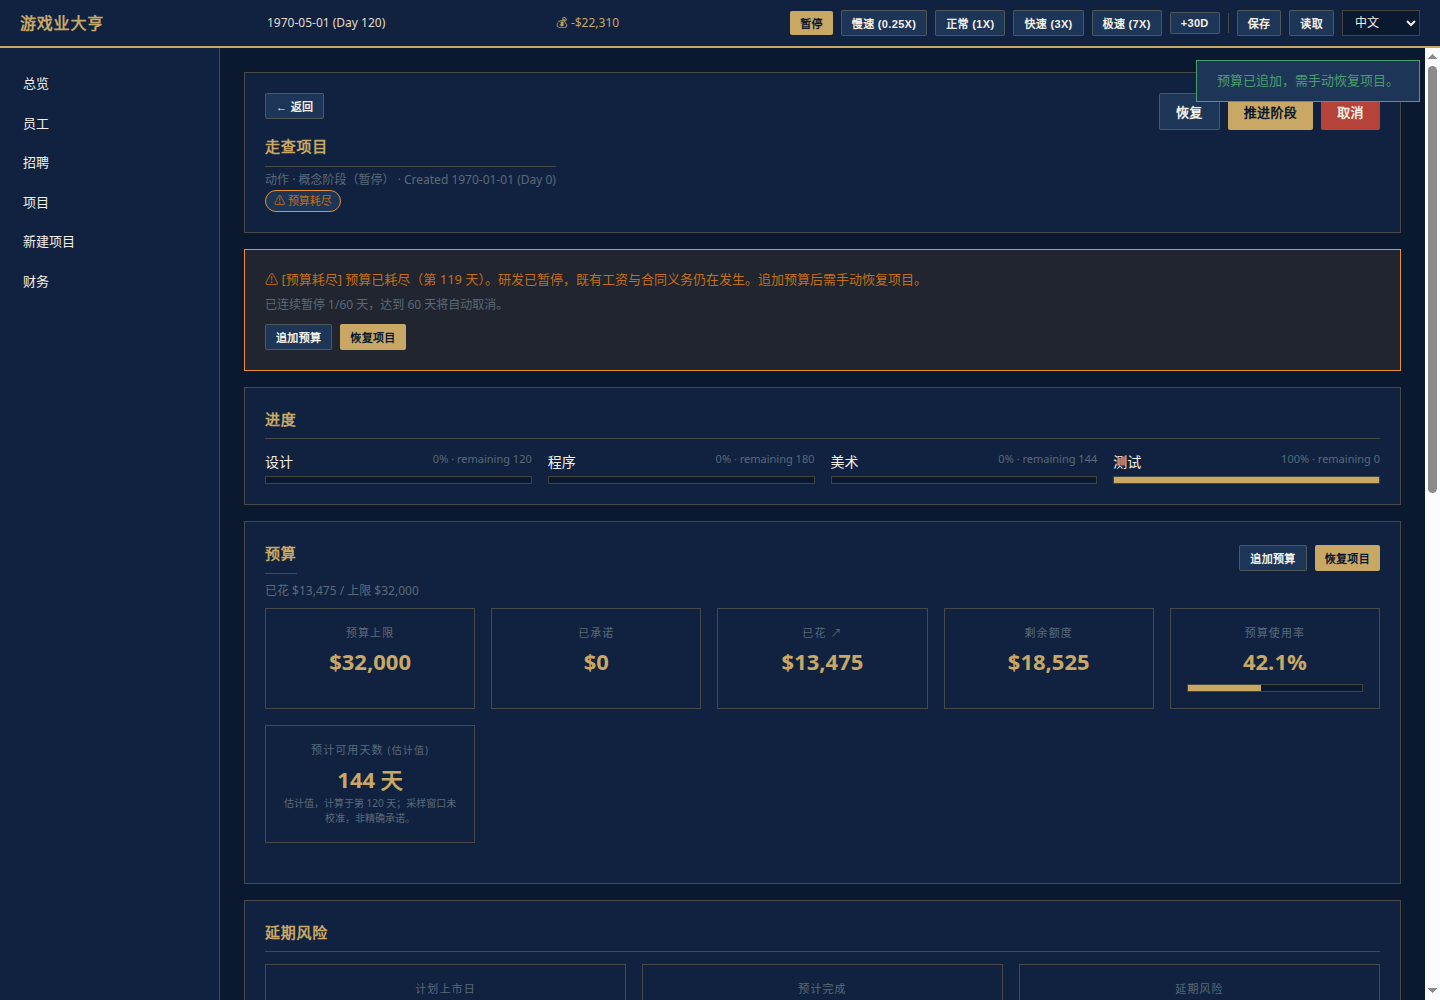 游戏业大亨
1970-05-01 (Day 120)
💰 -$22,310
暂停
慢速 (0.25X)
正常 (1X)
快速 (3X)
极速 (7X)
+30D
保存
读取
中文
总览
员工
招聘
项目
新建项目
财务
预算已追加，需手动恢复项目。
← 返回
恢复
推进阶段
取消
走查项目
动作 · 概念阶段（暂停） · Created 1970-01-01 (Day 0)
⚠ 预算耗尽
⚠ [预算耗尽] 预算已耗尽（第 119 天）。研发已暂停，既有工资与合同义务仍在发生。追加预算后需手动恢复项目。
已连续暂停 1/60 天，达到 60 天将自动取消。
追加预算
恢复项目
进度
设计
0% · remaining 120
程序
0% · remaining 180
美术
0% · remaining 144
测试
100% · remaining 0
预算
追加预算
恢复项目
已花 $13,475 / 上限 $32,000
预算上限
$32,000
已承诺
$0
已花 ↗
$13,475
剩余额度
$18,525
预算使用率
42.1%
预计可用天数 (估计值)
144 天
估计值，计算于第 120 天；采样窗口未
校准，非精确承诺。
延期风险
计划上市日
预计完成
延期风险